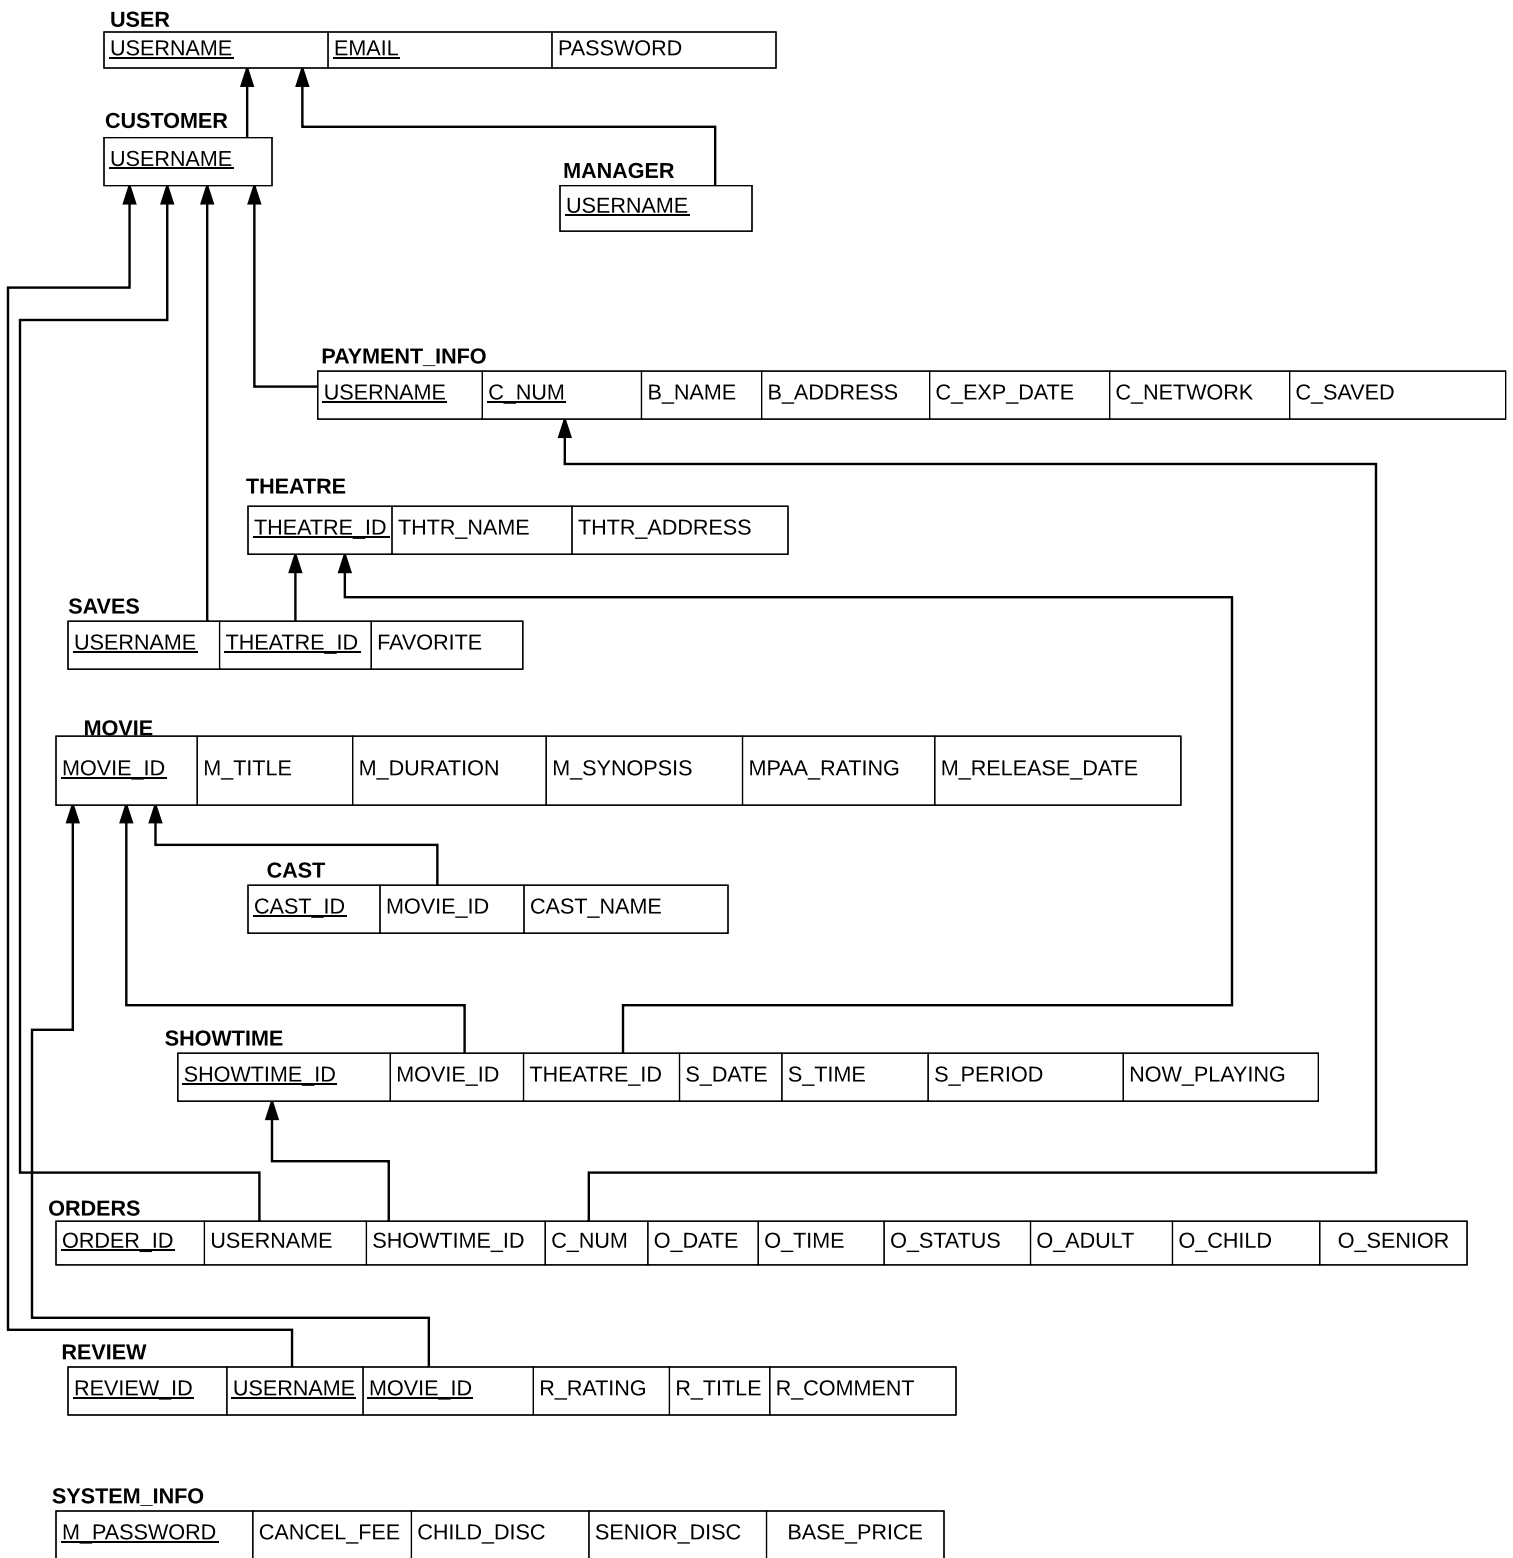 USER
USERNAME EMAIL PASSWORD
CUSTOMER
USERNAME
MANAGER
USERNAME
PAYMENT_INFO
USERNAME C_NUM B_NAME B_ADDRESS C_EXP_DATE C_NETWORK C_SAVED
THEATRE
THEATRE_ID THTR_NAME THTR_ADDRESS
SAVES
USERNAME THEATRE_ID FAVORITE
MOVIE
MOVIE_ID M_TITLE M_DURATION M_SYNOPSIS MPAA_RATING M_RELEASE_DATE
CAST
CAST_ID MOVIE_ID CAST_NAME
SHOWTIME
SHOWTIME_ID MOVIE_ID THEATRE_ID S_DATE S_TIME S_PERIOD NOW_PLAYING
ORDERS
ORDER_ID USERNAME SHOWTIME_ID C_NUM O_DATE O_TIME O_STATUS O_ADULT O_CHILD O_SENIOR
REVIEW
REVIEW_ID USERNAME MOVIE_ID R_RATING R_TITLE R_COMMENT
SYSTEM_INFO
M_PASSWORD CANCEL_FEE CHILD_DISC SENIOR_DISC BASE_PRICE